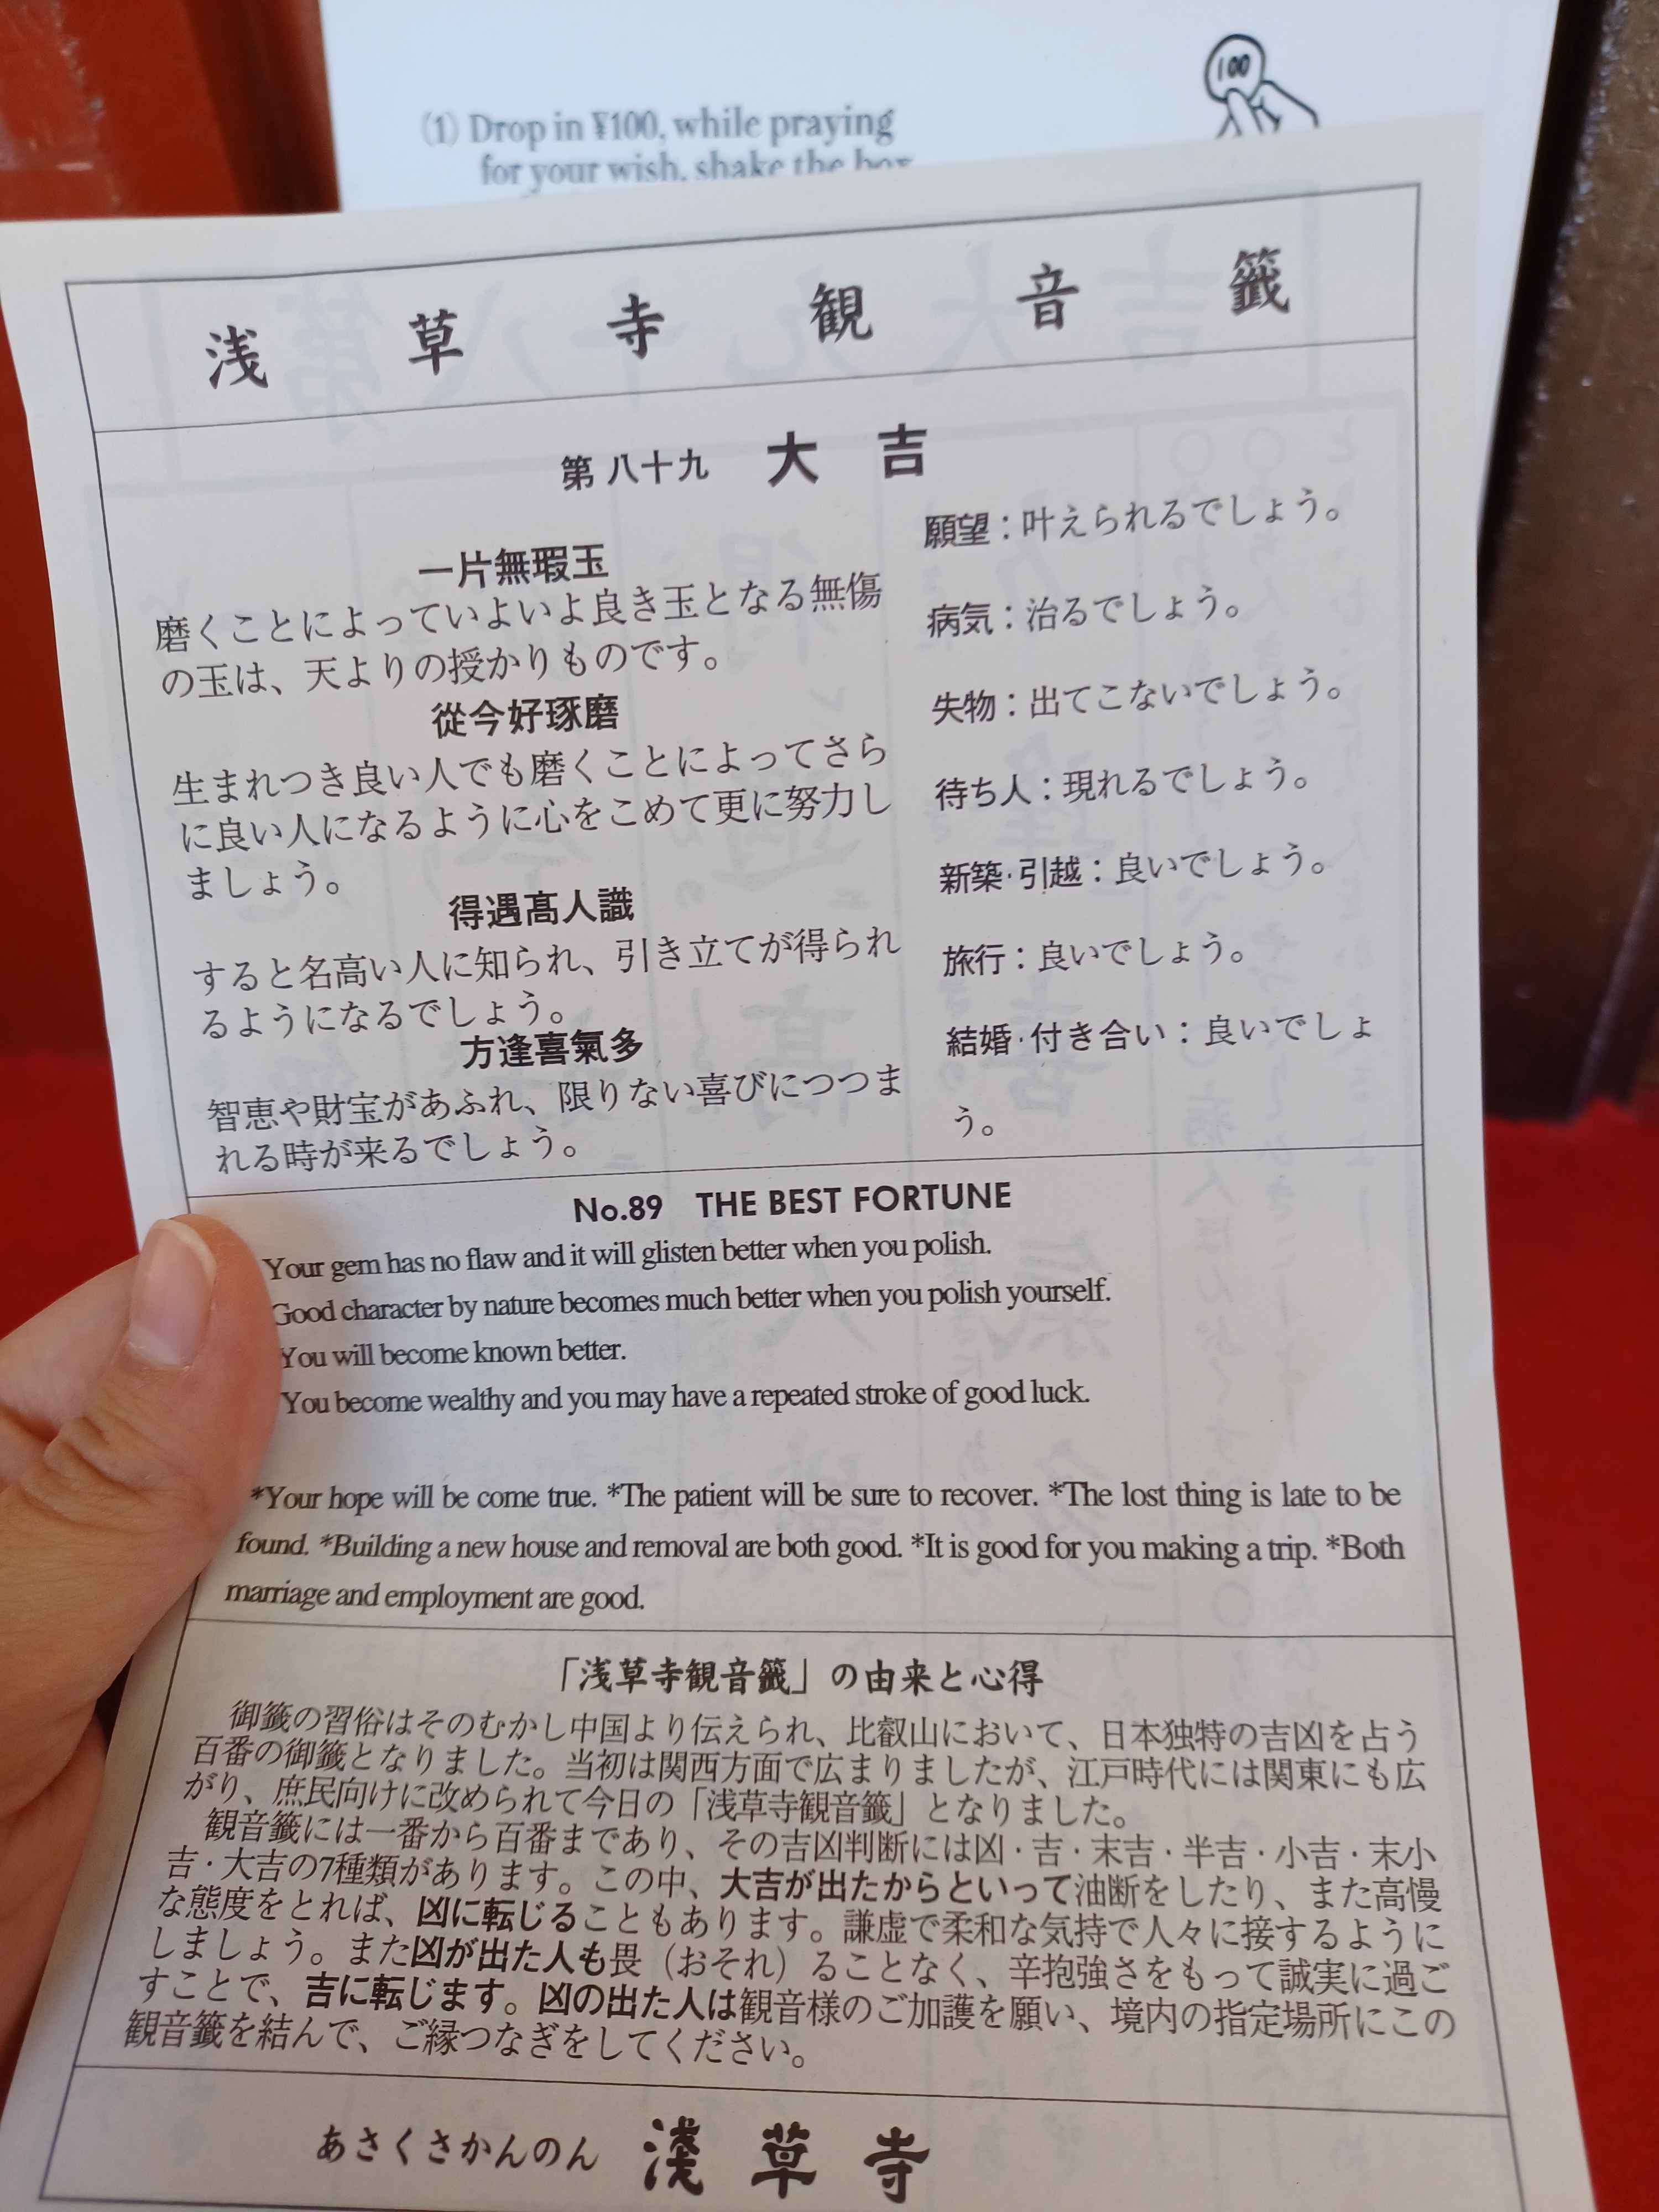 100
(1) Drop in ¥100, while praying
for your wish, shake the box
浅草寺観音籤
第八十九 大吉
一片無瑕玉
磨くことによっていよいよ良き玉となる無傷
の玉は、天よりの授かりものです。
從今好琢磨
生まれつき良い人でも磨くことによってさら
に良い人になるように心をこめて更に努力し
ましょう。
得遇髙人識
すると名高い人に知られ、引き立てが得られ
るようになるでしょう。
方逢喜氣多
智恵や財宝があふれ、限りない喜びにつつま
れる時が来るでしょう。
願望：叶えられるでしょう。
病気：治るでしょう。
失物：出てこないでしょう。
待ち人：現れるでしょう。
新築·引越：良いでしょう。
旅行：良いでしょう。
結婚·付き合い：良いでしょ
う。
No.89 THE BEST FORTUNE
Your gem has no flaw and it will glisten better when you polish.
Good character by nature becomes much better when you polish yourself.
You will become known better.
You become wealthy and you may have a repeated stroke of good luck.
*Your hope will be come true. *The patient will be sure to recover. *The lost thing is late to be
found. *Building a new house and removal are both good. *It is good for you making a trip. *Both
marriage and employment are good.
「浅草寺観音籤」の由来と心得
御籤の習俗はそのむかし中国より伝えられ、比叡山において、日本独特の吉凶を占う
百番の御籤となりました。当初は関西方面で広まりましたが、江戸時代には関東にも広
がり、庶民向けに改められて今日の「浅草寺観音籤」となりました。
観音籤には一番から百番まであり、その吉凶判断には凶·吉·末吉·半吉·小吉·末小
吉·大吉の7種類があります。この中、大吉が出たからといって油断をしたり、また高慢
な態度をとれば、凶に転じることもあります。謙虚で柔和な気持で人々に接するように
しましょう。また凶が出た人も畏（おそれ）ることなく、辛抱強さをもって誠実に過ご
すことで、吉に転じます。凶の出た人は観音様のご加護を願い、境内の指定場所にこの
観音籤を結んで、ご縁つなぎをしてください。
あさくさかんのん 淺草寺